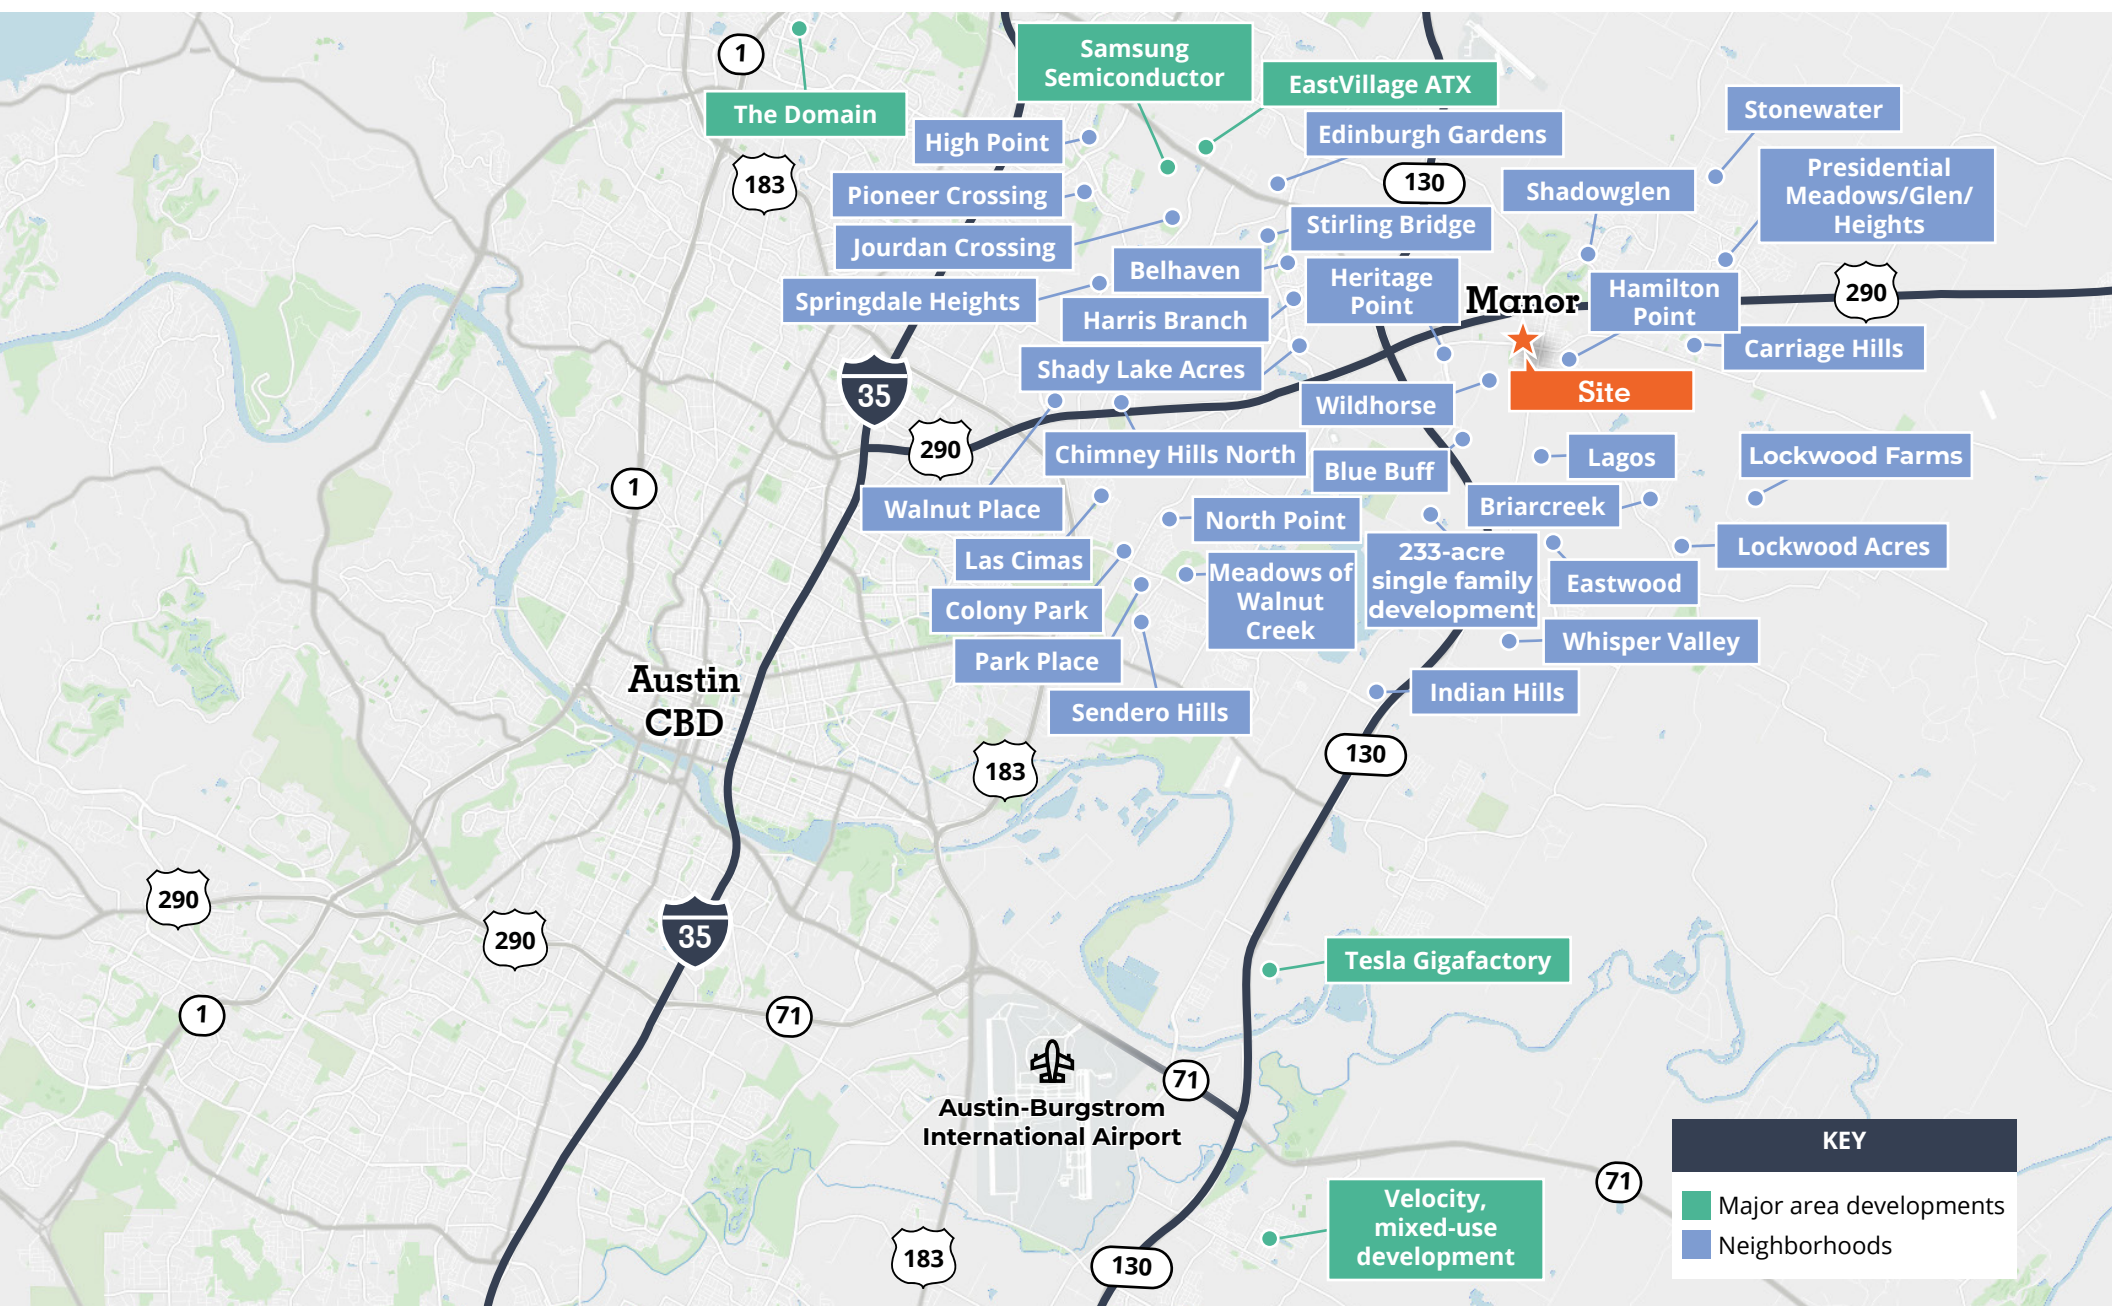 1
Samsung
Semiconductor
EastVillage ATX
The Domain
Stonewater
High Point
Edinburgh Gardens
Presidential
Meadows/Glen/
Heights
183
130
Shadowglen
Pioneer Crossing
Jourdan Crossing
Stirling Bridge
Belhaven
Heritage
Point
Manor
Hamilton
Point
290
Springdale Heights
Harris Branch
Carriage Hills
Shady Lake Acres
35
Wildhorse
Site
290
Chimney Hills North
Blue Buff
Lagos
Lockwood Farms
1
Walnut Place
North Point
Briarcreek
Las Cimas
233-acre
single family
development
Lockwood Acres
Meadows of
Walnut
Creek
Eastwood
Colony Park
Park Place
Whisper Valley
Austin
CBD
Indian Hills
Sendero Hills
183
130
290
290
35
Tesla Gigafactory
1
71
71
Austin-Burgstrom
International Airport
71
Velocity,
mixed-use
development
183
130
KEY
Major area developments
Neighborhoods